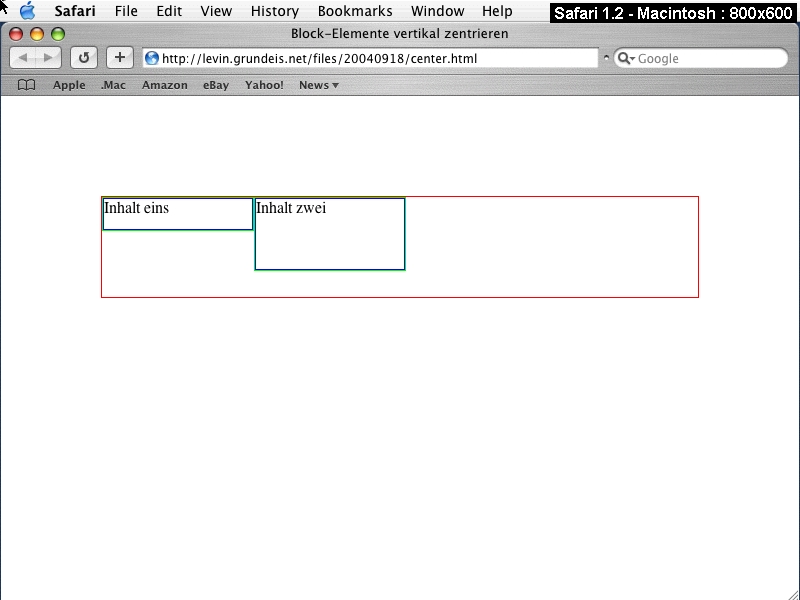 Safari File Edit View History Bookmarks Window Help
Safari 1.2 - Macintosh : 800x600
Block-Elemente vertikal zentrieren
http://levin.grundeis.net/files/20040918/center.html
Google
Apple .Mac Amazon eBay Yahoo! News
Inhalt eins
Inhalt zwei